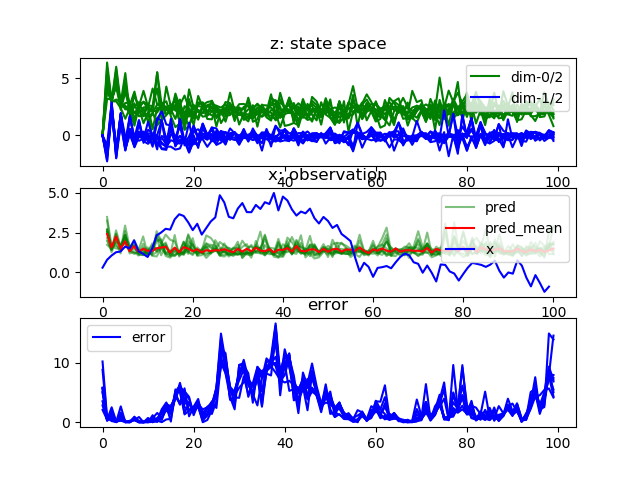 z: state space
5
0
dim-0/2
dim-1/2
0 20 40 60 80 100
x: observation
5.0
2.5
0.0
pred
pred_mean
x
0 20 40 60 80 100
error
10
0
error
0 20 40 60 80 100